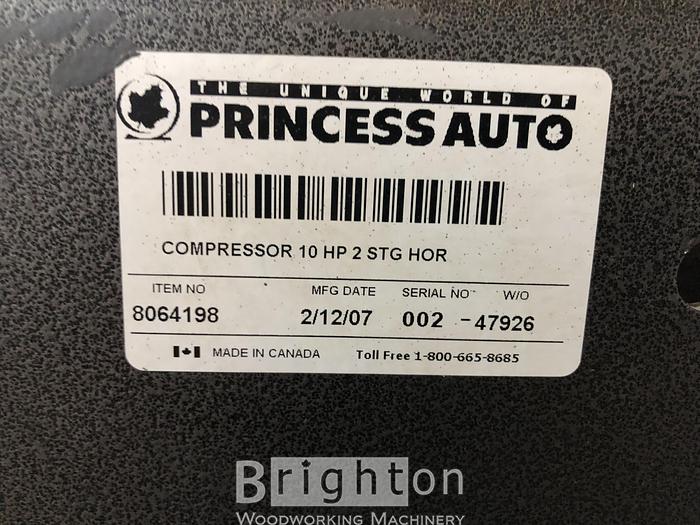 THE UNIQUE WORLD OF
PRINCESS AUTO
COMPRESSOR 10 HP 2 STG HOR
ITEM NO MFG DATE SERIAL NO W/O
8064198 2/12/07 002 - 47926
MADE IN CANADA Toll Free 1-800-665-8685
Brighton
WOODWORKING MACHINERY